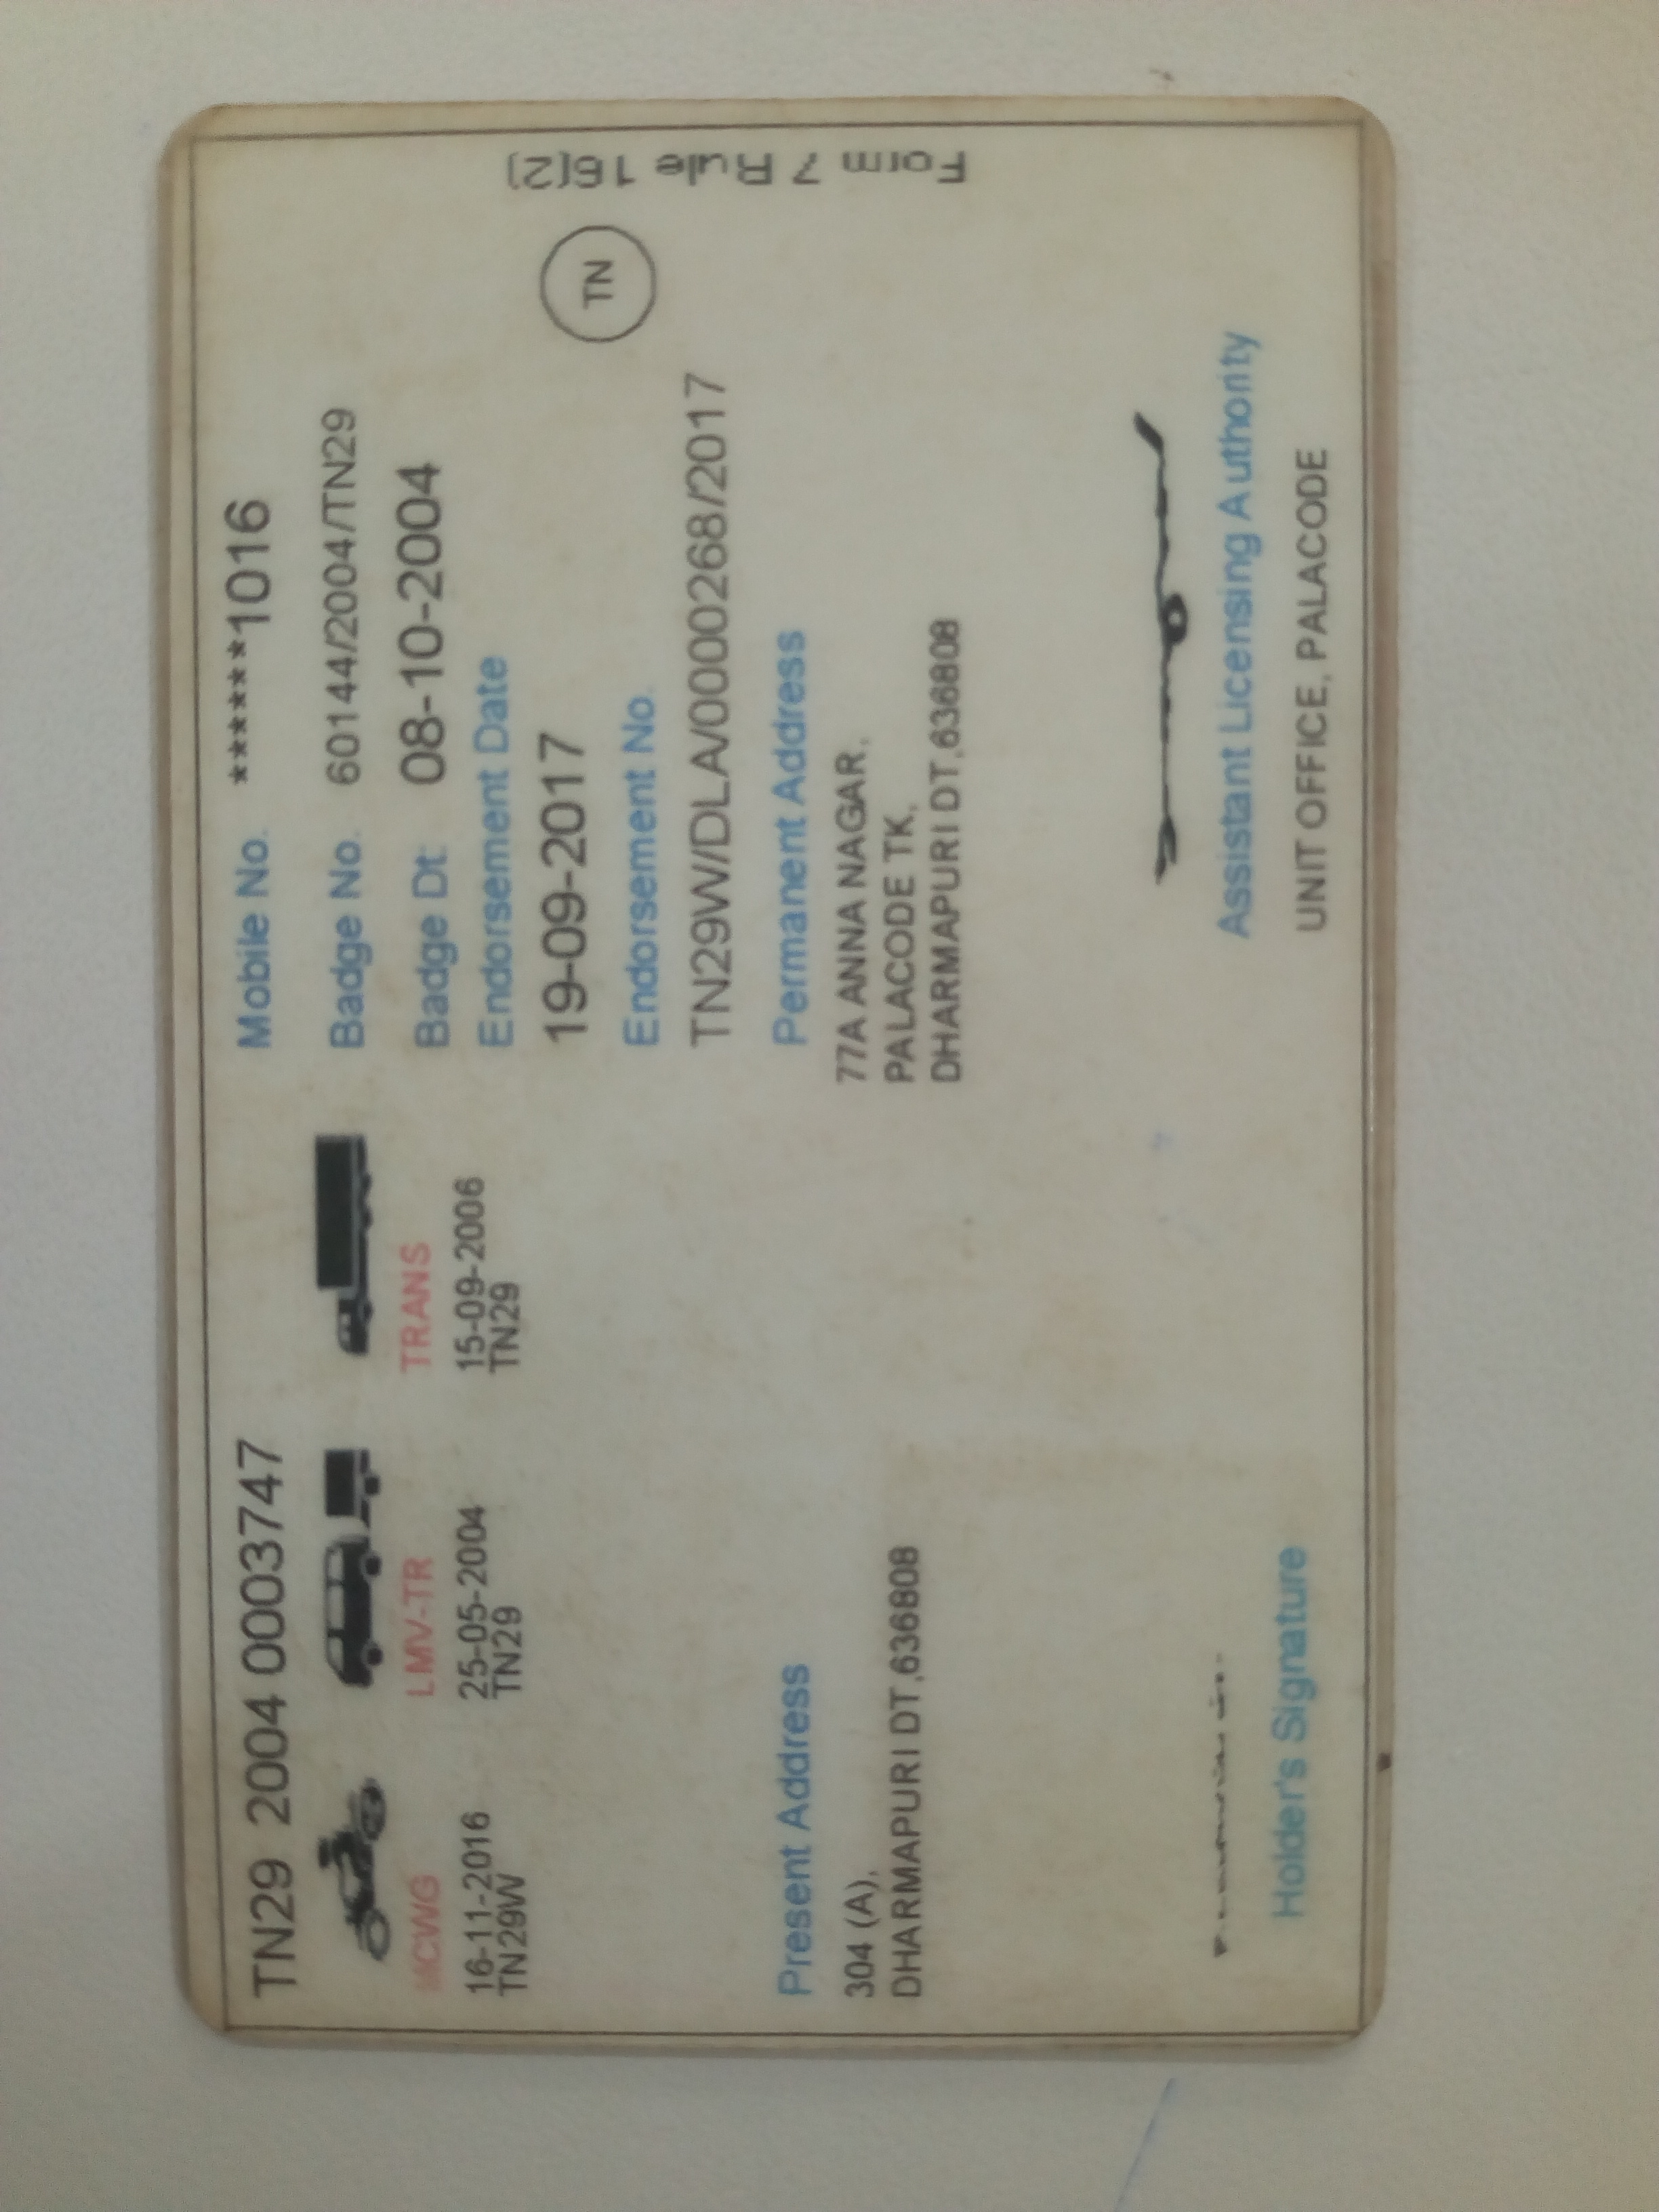 TN29 2004 0003747
MCWG
16-11-2016
TN29W
LMV-TR
25-05-2004
TN29
TRANS
15-09-2006
TN29
Mobile No. ******1016
Badge No. 60144/2004/TN29
Badge Dt. 08-10-2004
Endorsement Date
19-09-2017
Endorsement No.
TN29W/DLA/0000268/2017
TN
Form 7 Rule 16(2)
Present Address
304 (A),
DHARMAPURI DT,636808
Permanent Address
77A ANNA NAGAR,
PALACODE TK,
DHARMAPURI DT,636808
Holder's Signature
Assistant Licensing Authority
UNIT OFFICE, PALACODE